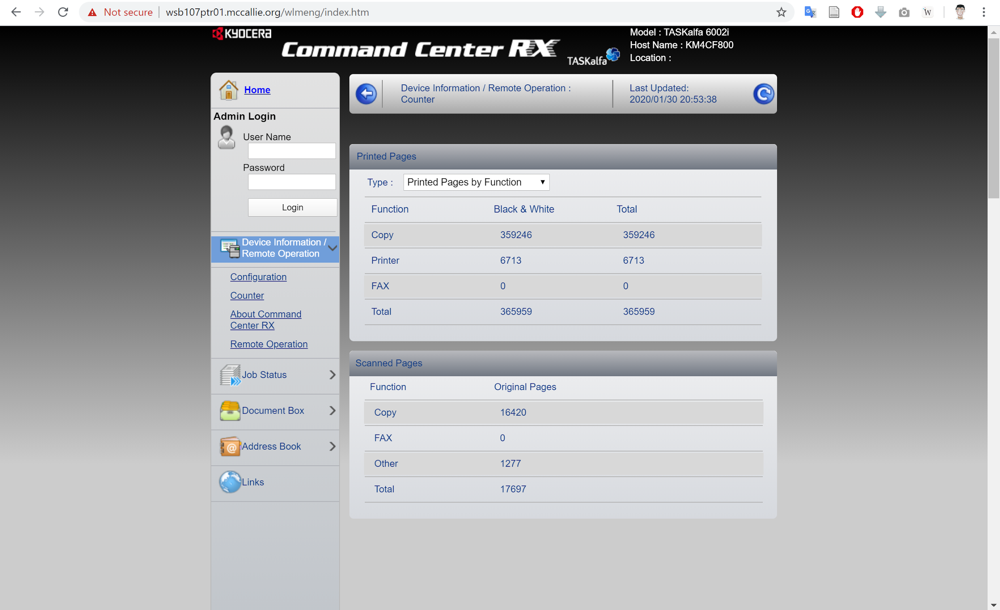 Not secure
wsb107ptr01.mccallie.org/wlmeng/index.htm
W
KYOCERA
Command Center RX
TASKalfa
Model : TASKalfa 6002i
Host Name : KM4CF800
Location :
Home
Admin Login
User Name
Password
Login
Device Information /
Remote Operation
Configuration
Counter
About Command
Center RX
Remote Operation
Job Status
Document Box
Address Book
Links
Device Information / Remote Operation :
Counter
Last Updated:
2020/01/30 20:53:38
Printed Pages
Type : Printed Pages by Function
Function Black & White Total
Copy 359246 359246
Printer 6713 6713
FAX 0 0
Total 365959 365959
Scanned Pages
Function Original Pages
Copy 16420
FAX 0
Other 1277
Total 17697